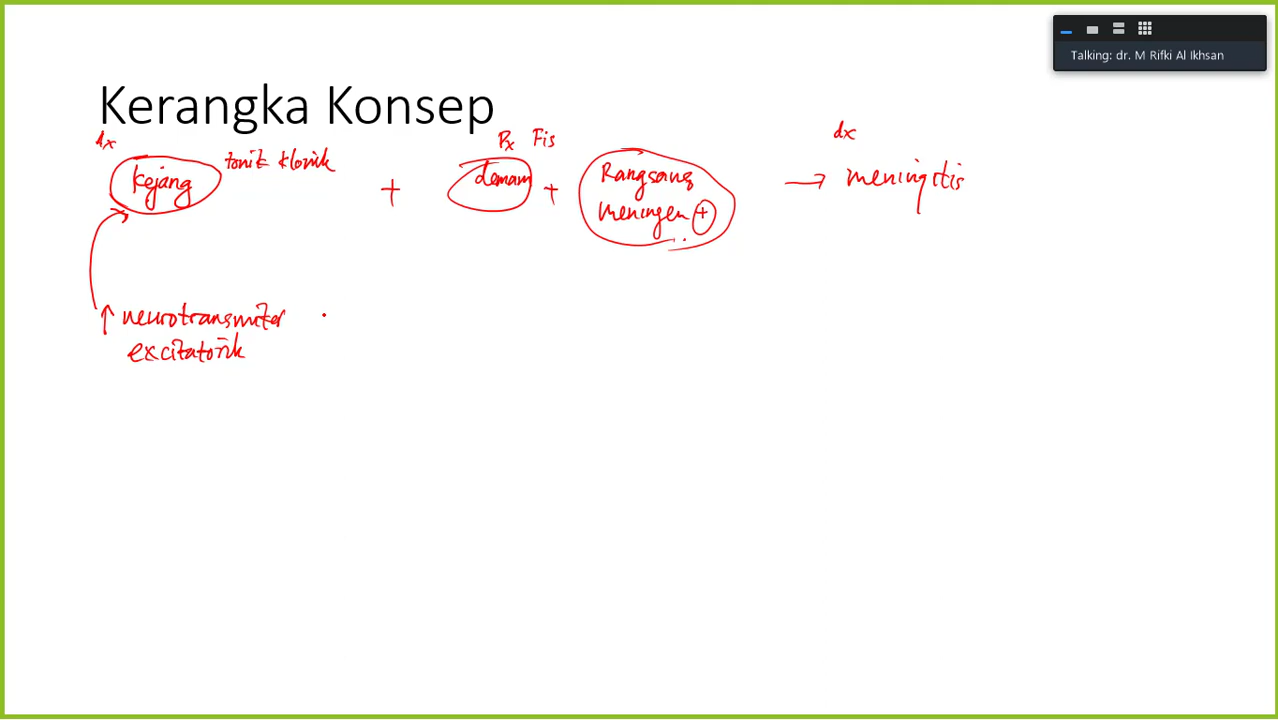 Talking: dr. M Rifki Al Ikhsan
Kerangka Konsep
dx
Px Fis
dx
kejang
tonik klonik
+
demam
+
Rangsang
meningen +
→ meningitis
↑ neurotransmiter
excitatorik